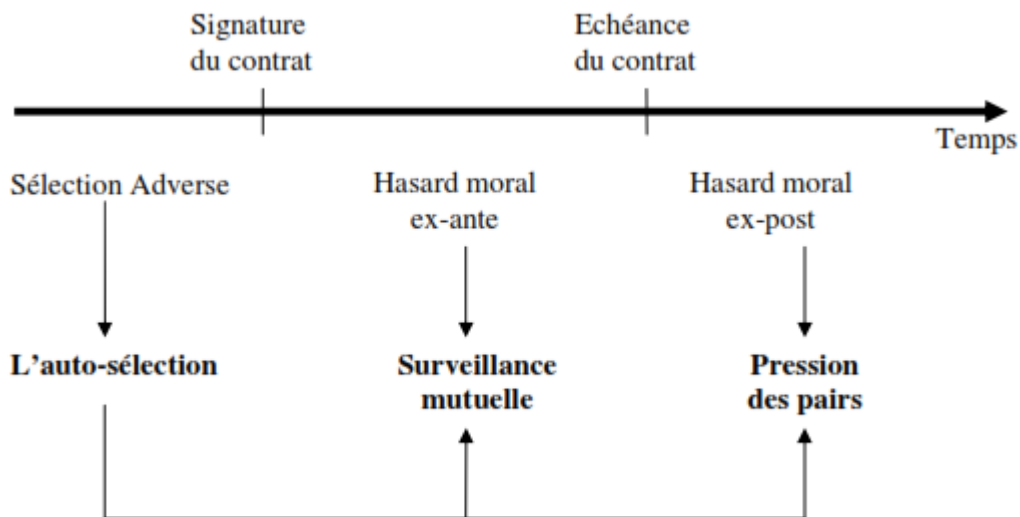 Signature
du contrat
Echéance
du contrat
Temps
Sélection Adverse
Hasard moral
ex-ante
Hasard moral
ex-post
L'auto-sélection
Surveillance
mutuelle
Pression
des pairs